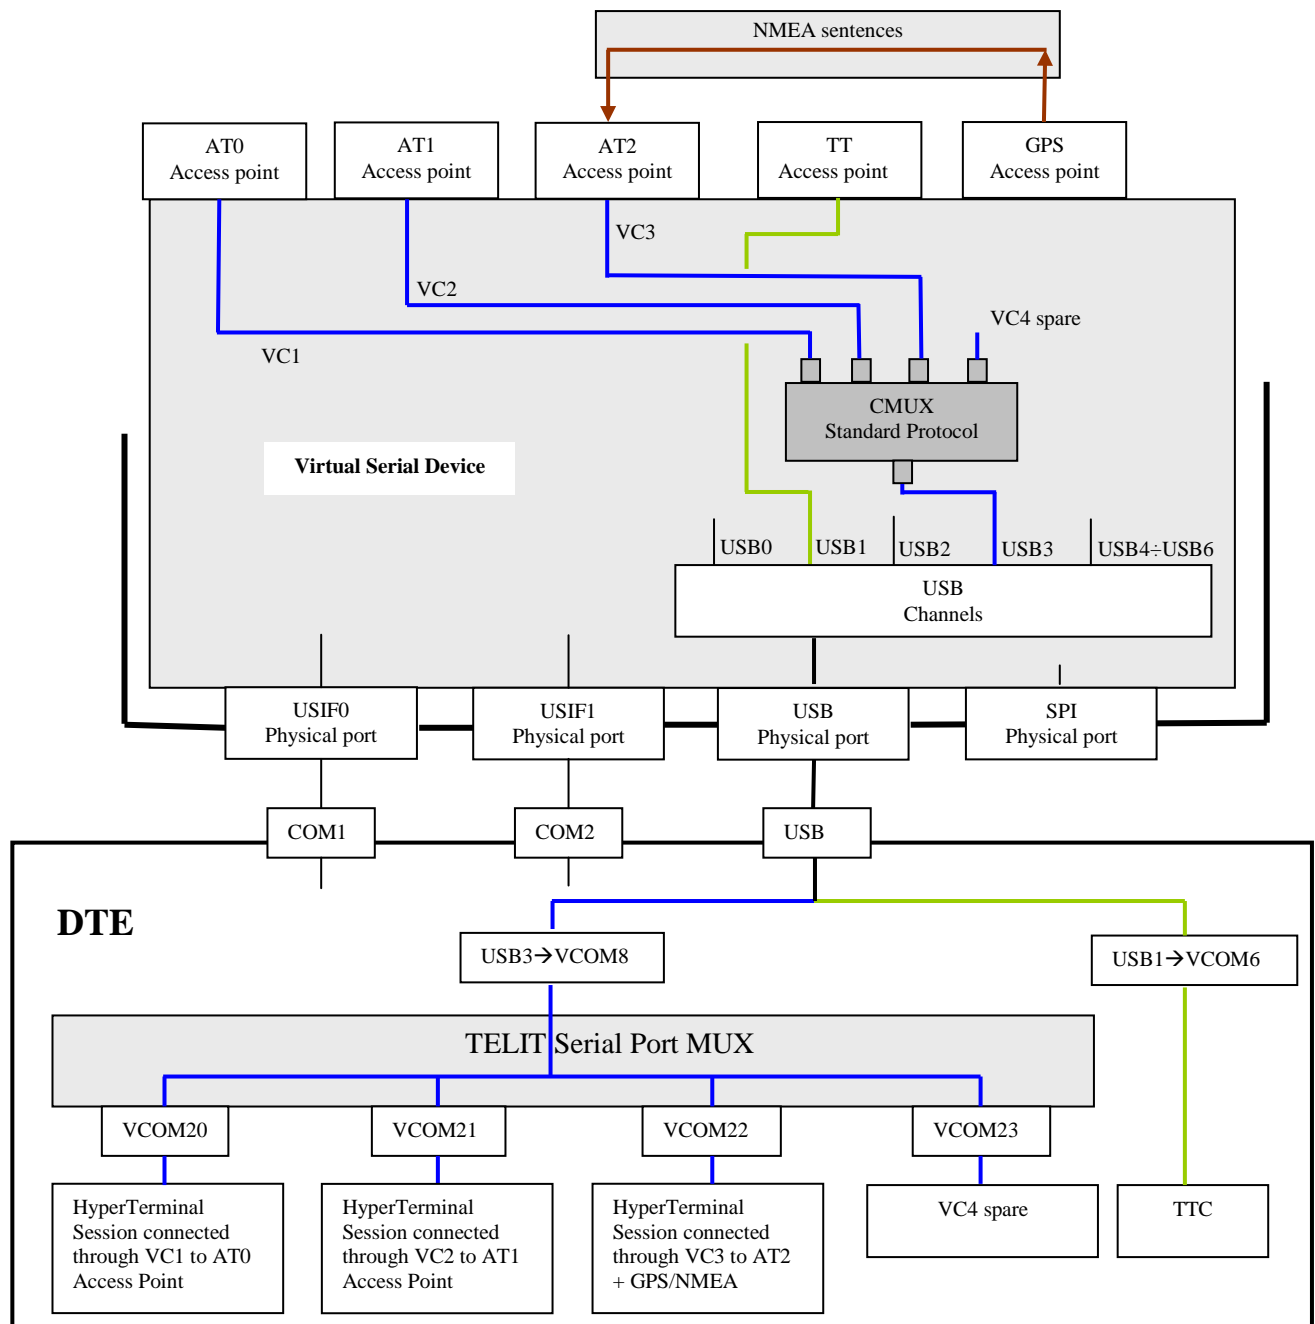 NMEA sentences
AT0
Access point
AT1
Access point
AT2
Access point
TT
Access point
GPS
Access point
VC3
VC2
VC4 spare
VC1
CMUX
Standard Protocol
Virtual Serial Device
USB0
USB1
USB2
USB3
USB4÷USB6
USB
Channels
USIF0
Physical port
USIF1
Physical port
USB
Physical port
SPI
Physical port
COM1
COM2
USB
DTE
USB3→VCOM8
USB1→VCOM6
TELIT Serial Port MUX
VCOM20
VCOM21
VCOM22
VCOM23
HyperTerminal
Session connected
through VC1 to AT0
Access Point
HyperTerminal
Session connected
through VC2 to AT1
Access Point
HyperTerminal
Session connected
through VC3 to AT2
+ GPS/NMEA
VC4 spare
TTC